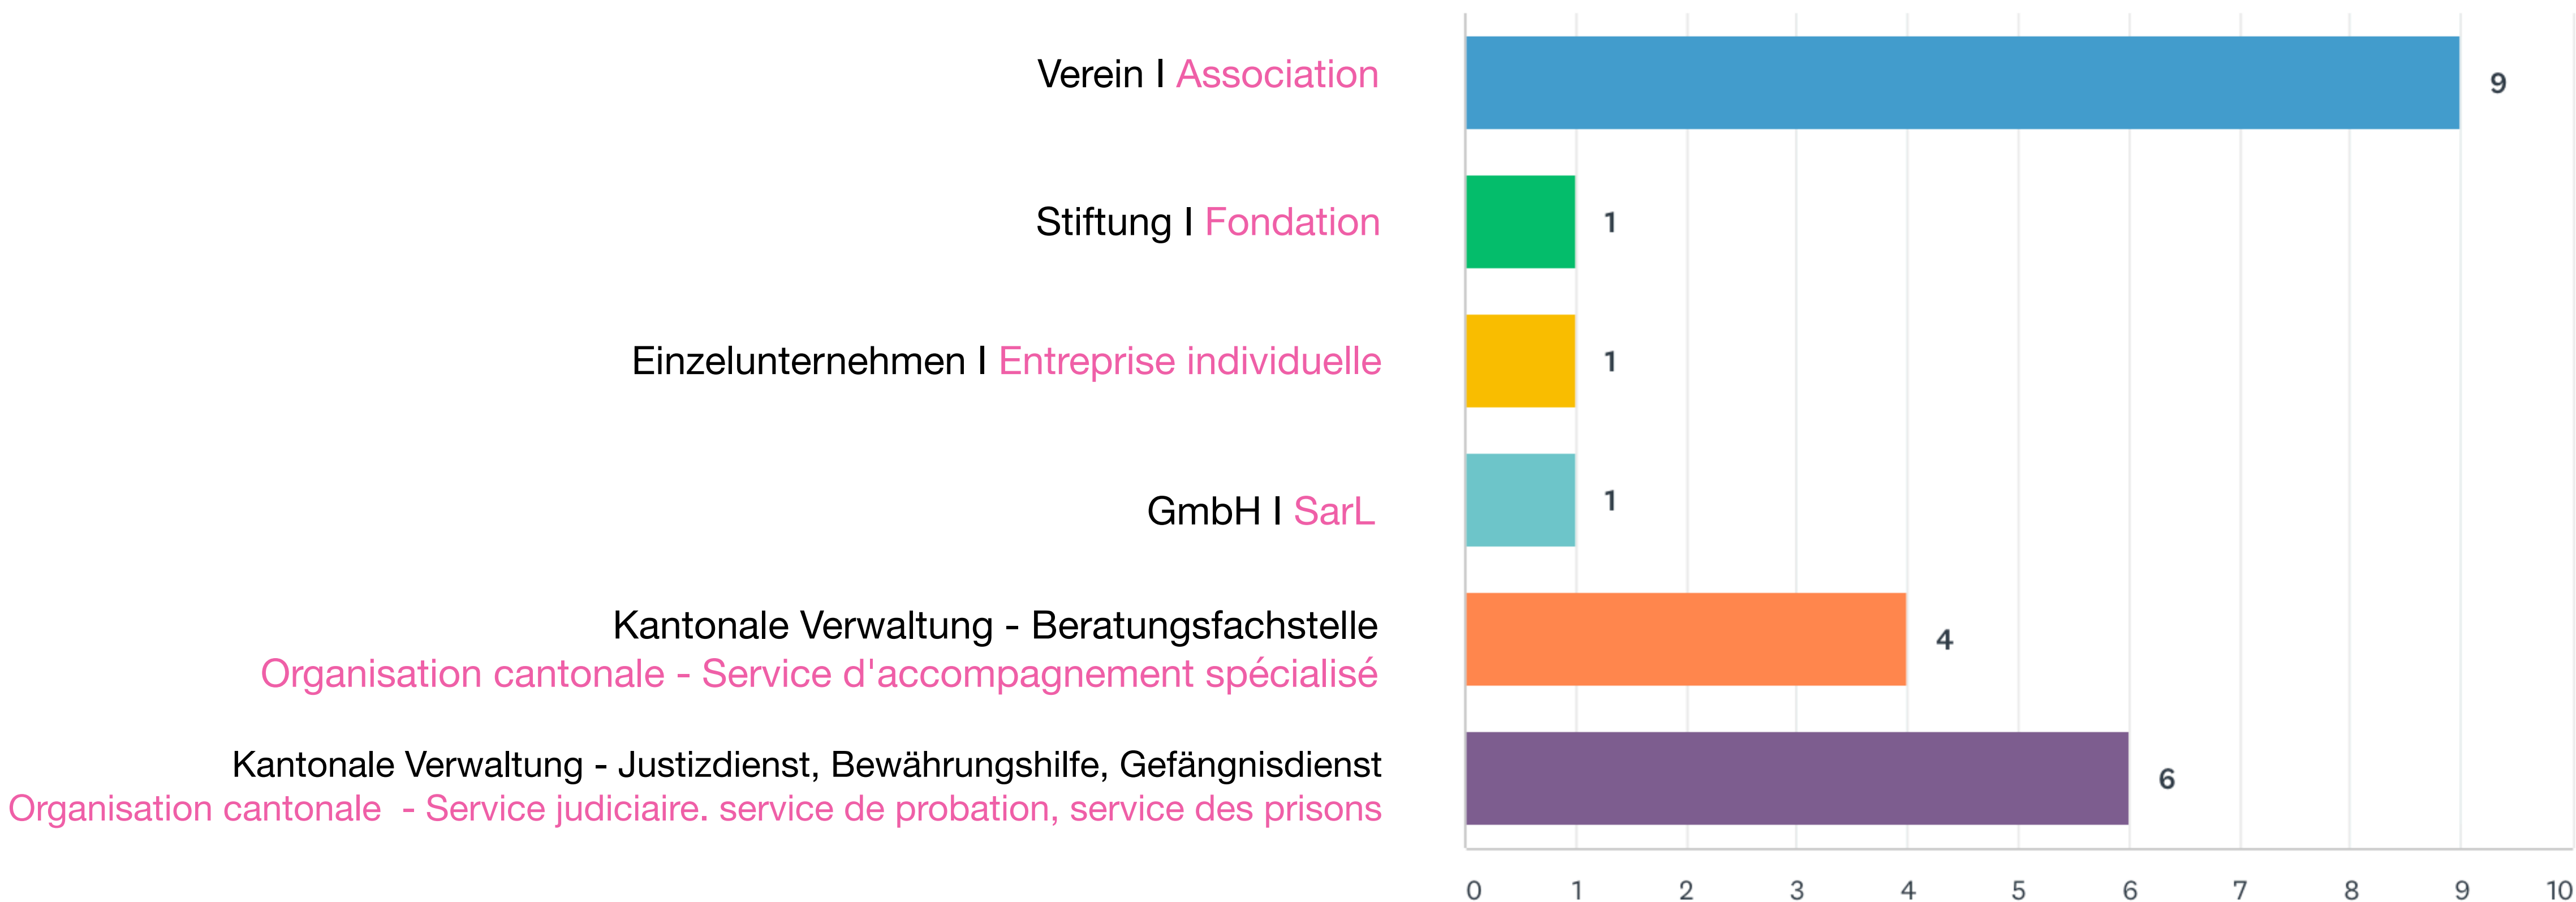 Verein I Association
9
Stiftung I Fondation
1
Einzelunternehmen I Entreprise individuelle
1
GmbH I SarL
1
Kantonale Verwaltung - Beratungsfachstelle
Organisation cantonale - Service d'accompagnement spécialisé
4
Kantonale Verwaltung - Justizdienst, Bewährungshilfe, Gefängnisdienst
Organisation cantonale  - Service judiciaire. service de probation, service des prisons
6
0 1 2 3 4 5 6 7 8 9 10